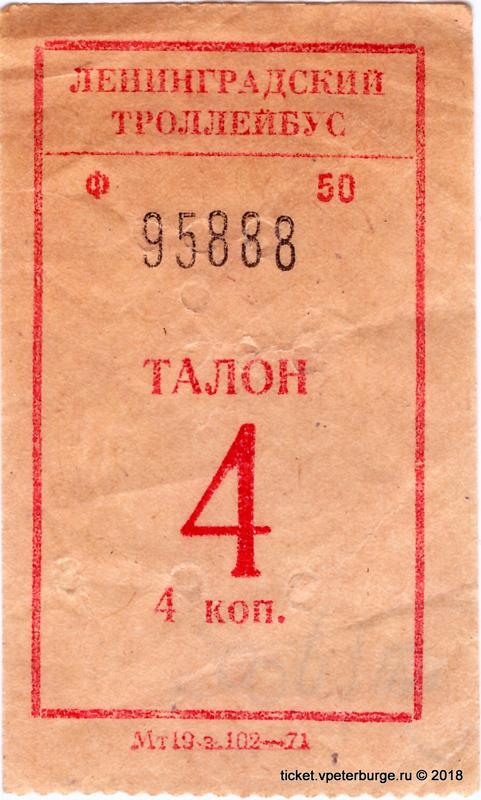 ЛЕНИНГРАДСКИЙ
ТРОЛЛЕЙБУС
Ф 50
95888
ТАЛОН
4
4 коп.
Мт19-з.102—71
ticket.vpeterburge.ru © 2018